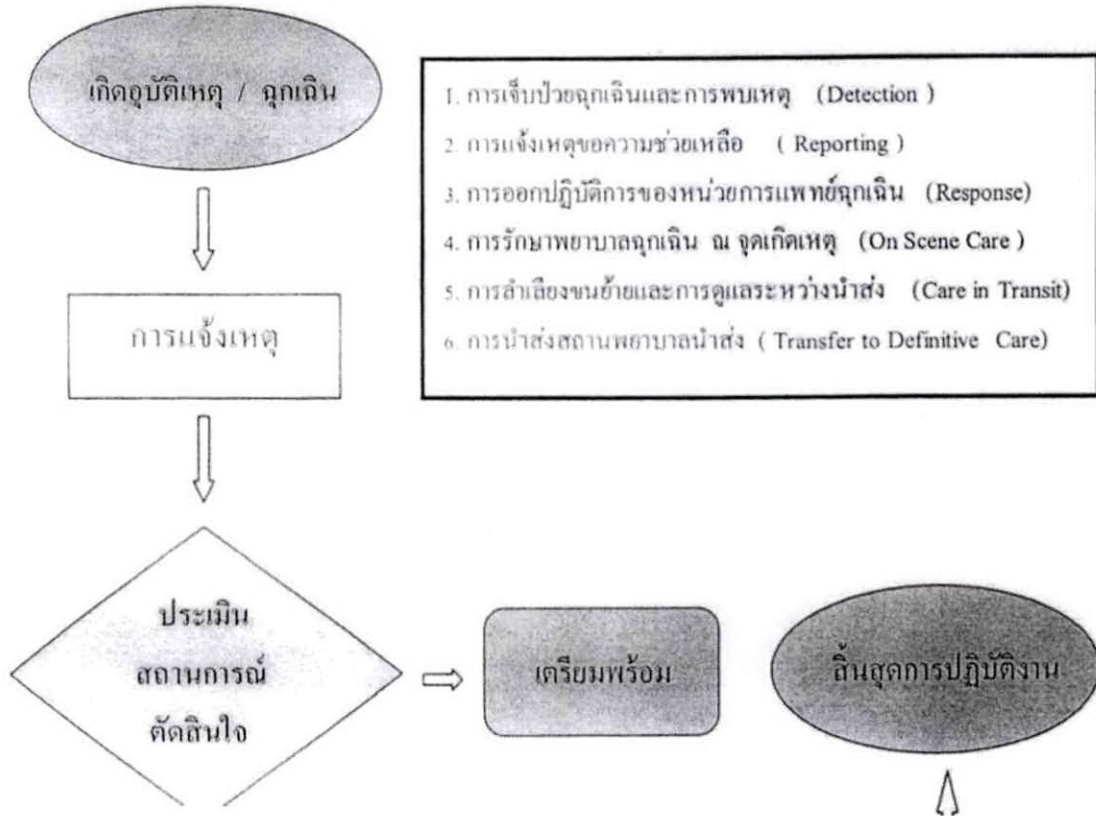 เกิดอุบัติเหตุ / ฉุกเฉิน
1. การเจ็บป่วยฉุกเฉินและการพบเหตุ (Detection )
2. การแจ้งเหตุขอความช่วยเหลือ ( Reporting )
3. การออกปฏิบัติการของหน่วยการแพทย์ฉุกเฉิน (Response)
4. การรักษาพยาบาลฉุกเฉิน ณ จุดเกิดเหตุ (On Scene Care )
5. การลำเลียงขนย้ายและการดูแลระหว่างนำส่ง (Care in Transit)
6. การนำส่งสถานพยาบาลนำส่ง ( Transfer to Definitive Care)
การแจ้งเหตุ
ประเมิน
สถานการณ์
ตัดสินใจ
เตรียมพร้อม
สิ้นสุดการปฏิบัติงาน